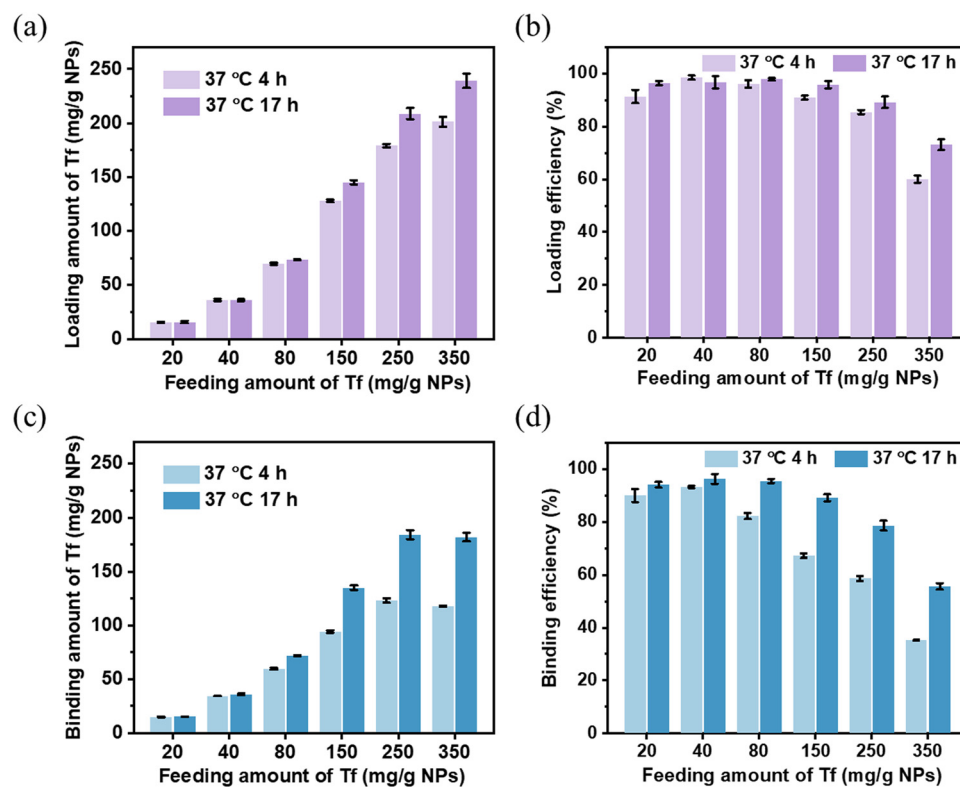 (a)
Loading amount of Tf (mg/g NPs)
250
200
150
100
50
0
37 °C 4 h
37 °C 17 h
20 40 80 150 250 350
Feeding amount of Tf (mg/g NPs)
(b)
Loading efficiency (%)
100
80
60
40
20
0
37 °C 4 h 37 °C 17 h
20 40 80 150 250 350
Feeding amount of Tf (mg/g NPs)
(c)
Binding amount of Tf (mg/g NPs)
250
200
150
100
50
0
37 °C 4 h
37 °C 17 h
20 40 80 150 250 350
Feeding amount of Tf (mg/g NPs)
(d)
Binding efficiency (%)
100
80
60
40
20
0
37 °C 4 h 37 °C 17 h
20 40 80 150 250 350
Feeding amount of Tf (mg/g NPs)